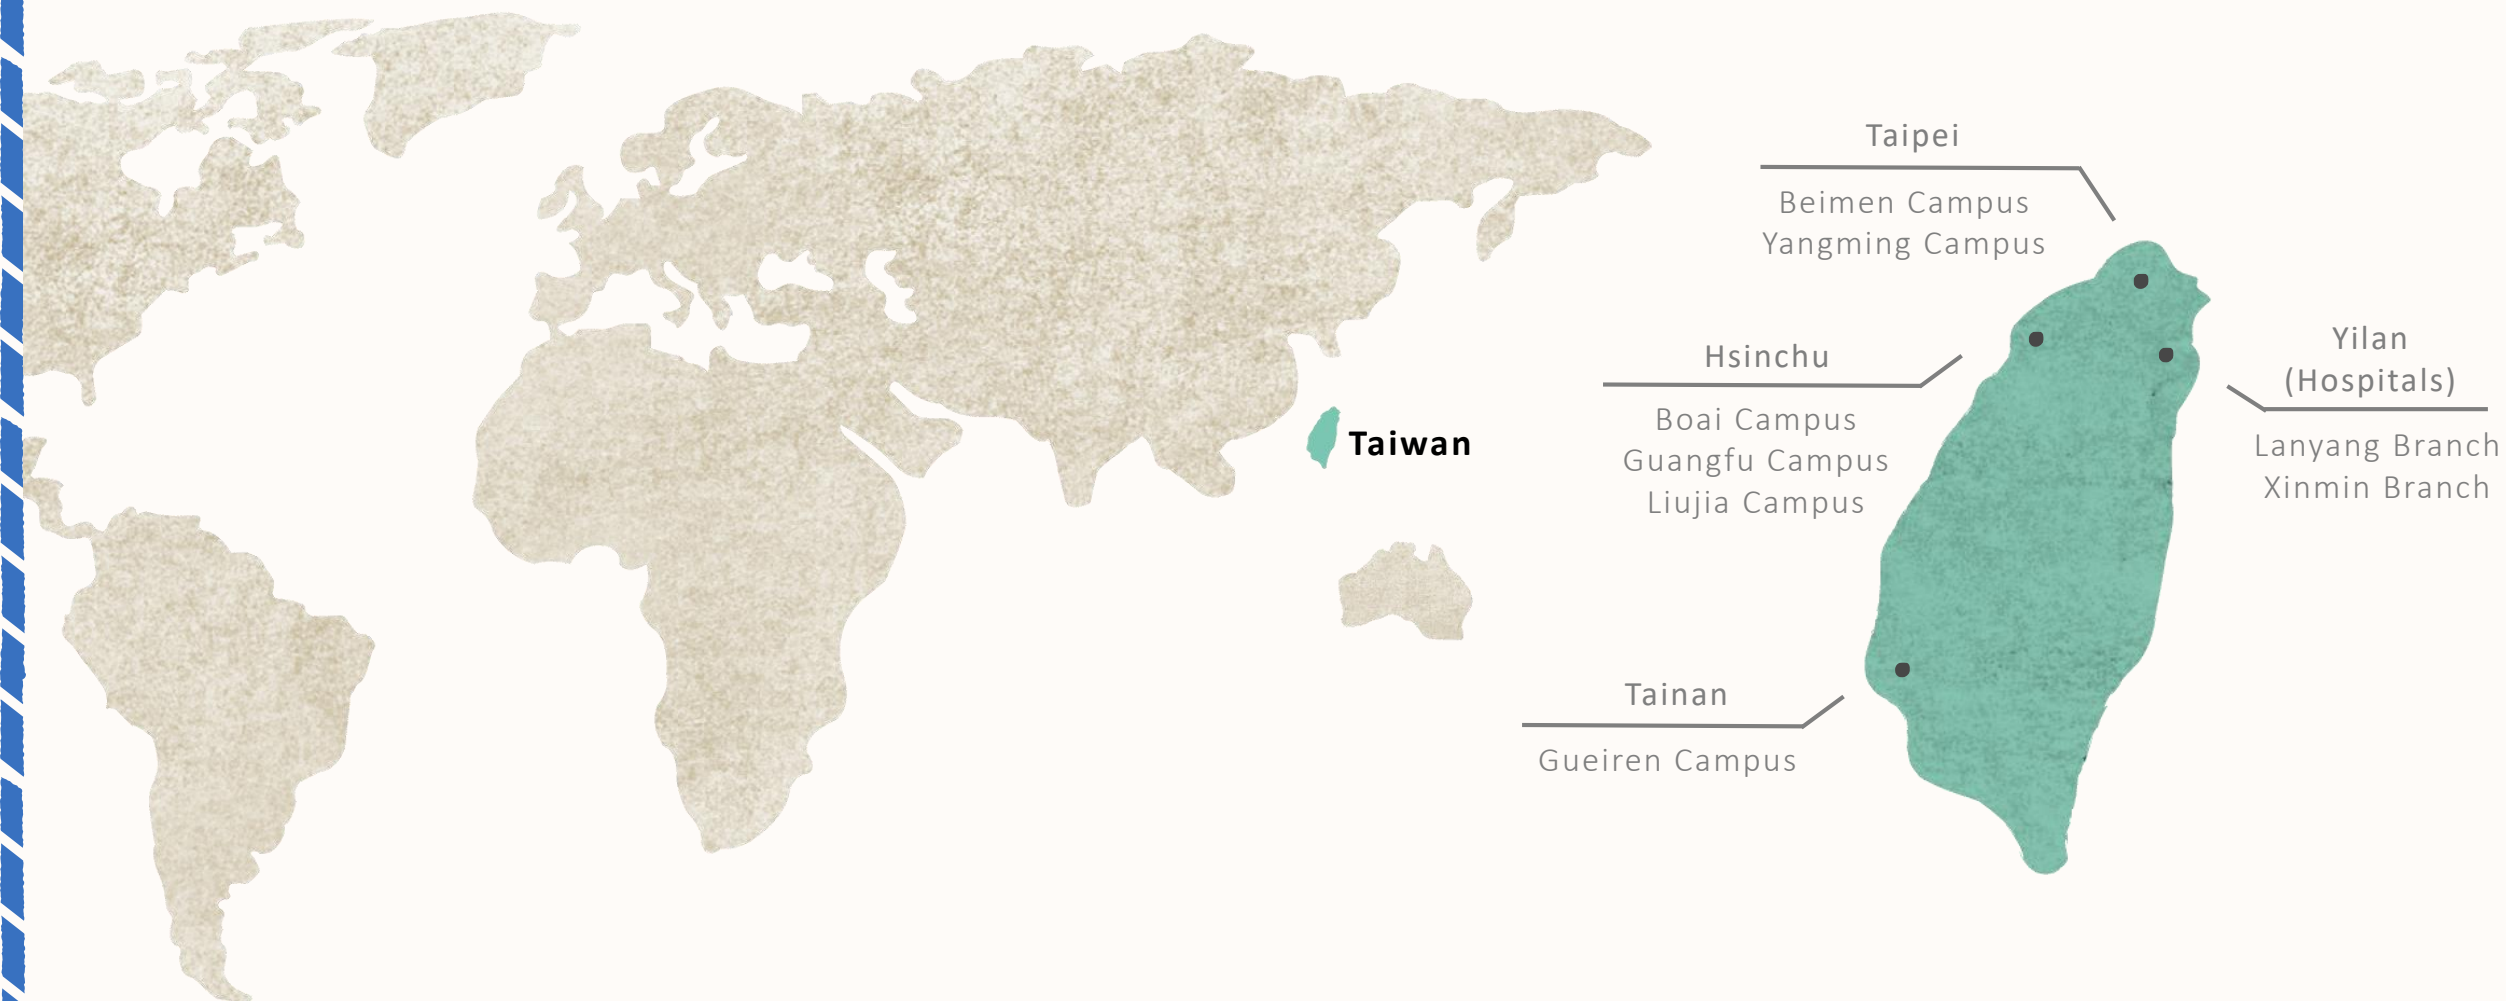 Taiwan
Taipei
Beimen Campus
Yangming Campus
Hsinchu
Boai Campus
Guangfu Campus
Liujia Campus
Yilan
(Hospitals)
Lanyang Branch
Xinmin Branch
Tainan
Gueiren Campus